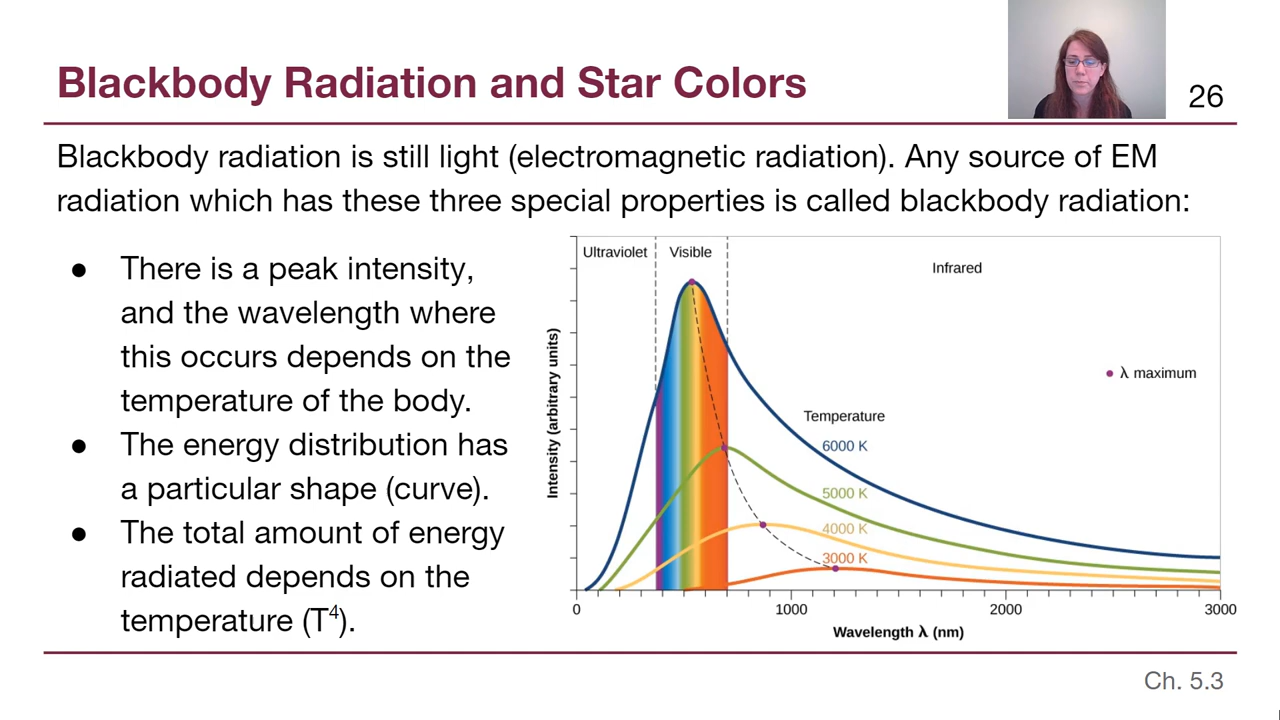 Blackbody Radiation and Star Colors
26
Blackbody radiation is still light (electromagnetic radiation). Any source of EM
radiation which has these three special properties is called blackbody radiation:
● There is a peak intensity,
and the wavelength where
this occurs depends on the
temperature of the body.
● The energy distribution has
a particular shape (curve).
● The total amount of energy
radiated depends on the
temperature (T⁴).
Ultraviolet
Visible
Infrared
λ maximum
Temperature
6000 K
5000 K
4000 K
3000 K
Intensity (arbitrary units)
0
1000
2000
3000
Wavelength λ (nm)
Ch. 5.3